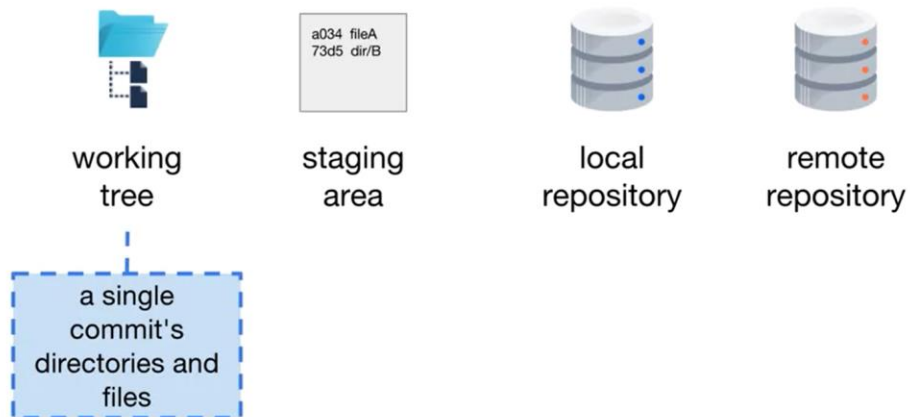 a034 fileA
73d5 dir/B
working
tree
staging
area
local
repository
remote
repository
a single
commit's
directories and
files